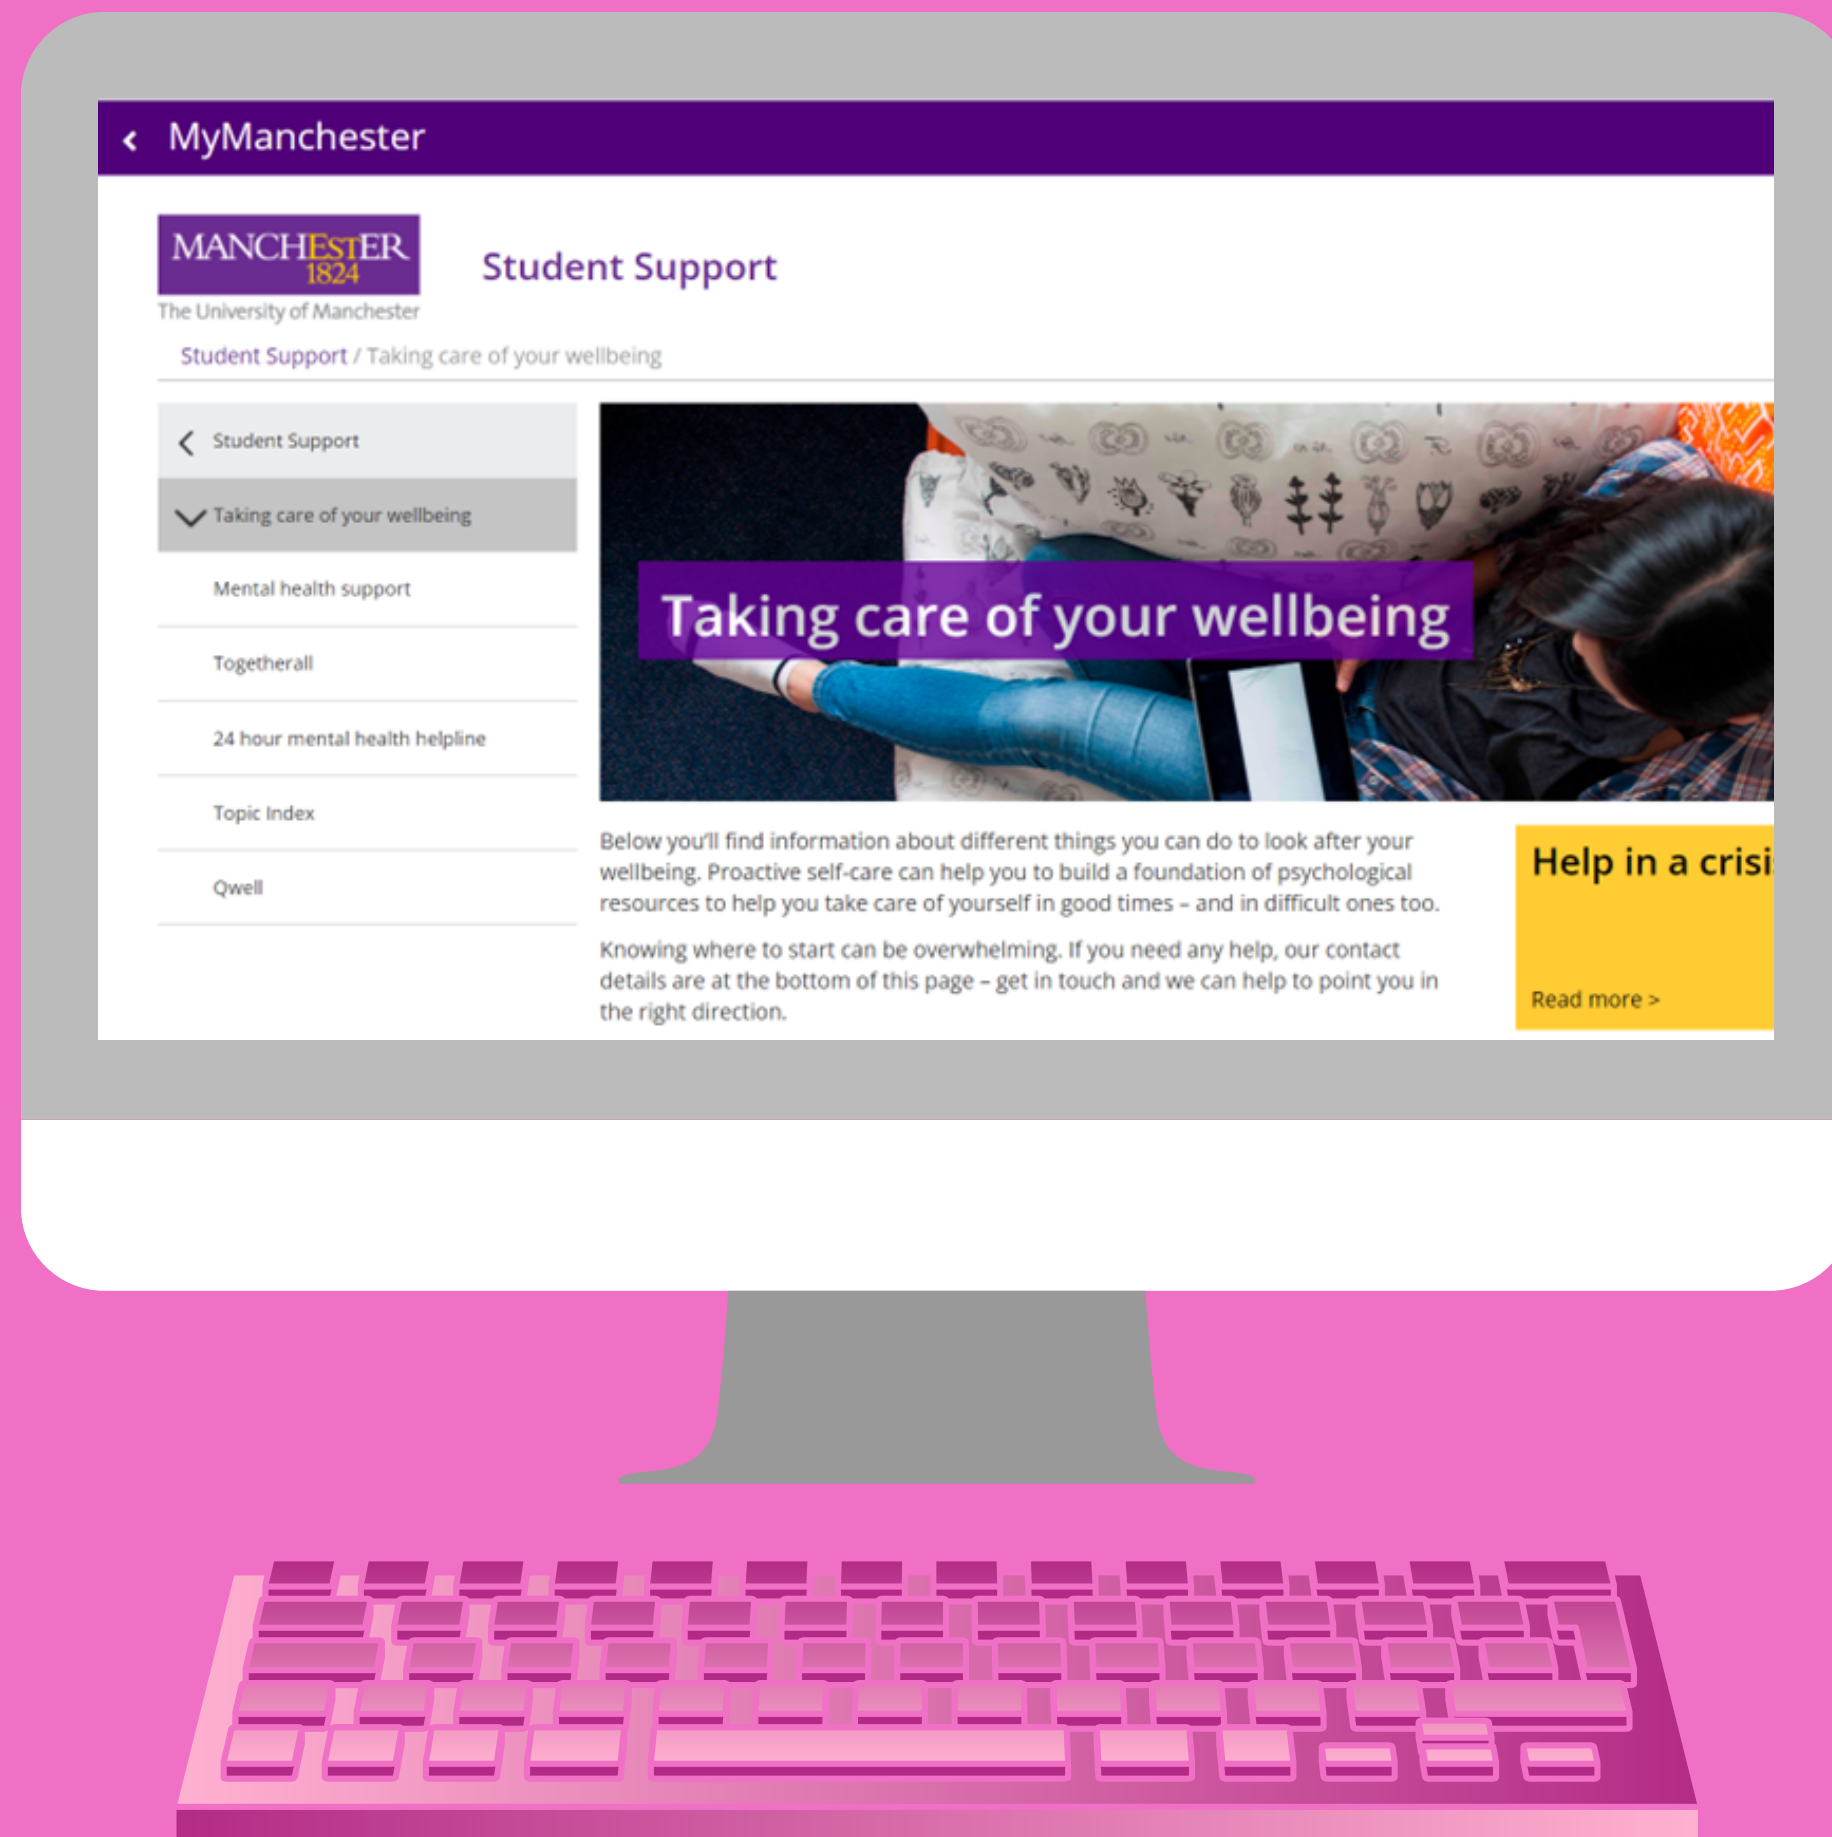 MyManchester
MANCHESTER
1824
The University of Manchester
Student Support
Student Support / Taking care of your wellbeing
Student Support
Taking care of your wellbeing
Mental health support
Togetherall
24 hour mental health helpline
Topic Index
Qwell
Taking care of your wellbeing
Below you'll find information about different things you can do to look after your
wellbeing. Proactive self-care can help you to build a foundation of psychological
resources to help you take care of yourself in good times – and in difficult ones too.
Knowing where to start can be overwhelming. If you need any help, our contact
details are at the bottom of this page – get in touch and we can help to point you in
the right direction.
Help in a crisi
Read more >